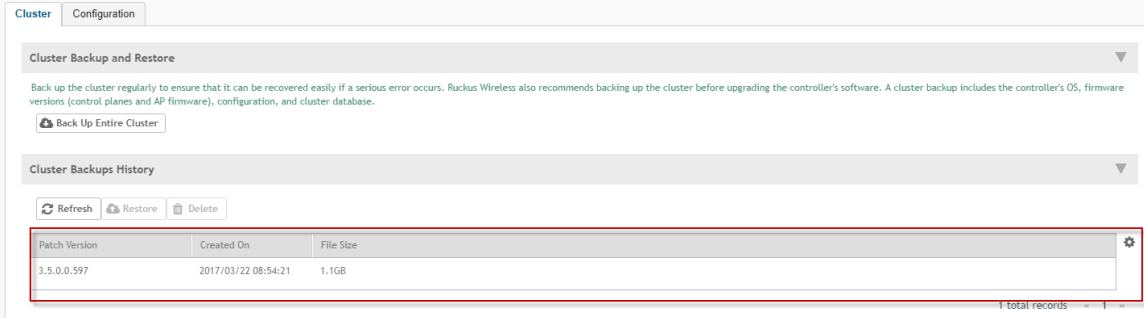 Cluster Configuration
Cluster Backup and Restore
Back up the cluster regularly to ensure that it can be recovered easily if a serious error occurs. Ruckus Wireless also recommends backing up the cluster before upgrading the controller's software. A cluster backup includes the controller's OS, firmware
versions (control planes and AP firmware), configuration, and cluster database.
Back Up Entire Cluster
Cluster Backups History
Refresh Restore Delete
Patch Version Created On File Size
3.5.0.0.597 2017/03/22 08:54:21 1.1GB
1 total records « 1 »